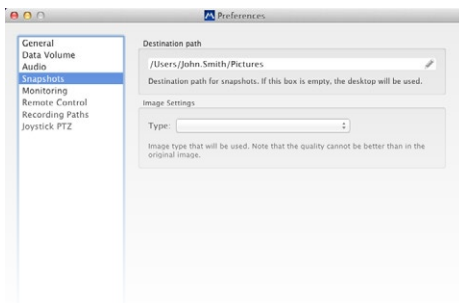 Preferences
General
Data Volume
Audio
Snapshots
Monitoring
Remote Control
Recording Paths
Joystick PTZ
Destination path
/Users/John.Smith/Pictures
Destination path for snapshots. If this box is empty, the desktop will be used.
Image Settings
Type:
Image type that will be used. Note that the quality cannot be better than in the
original image.